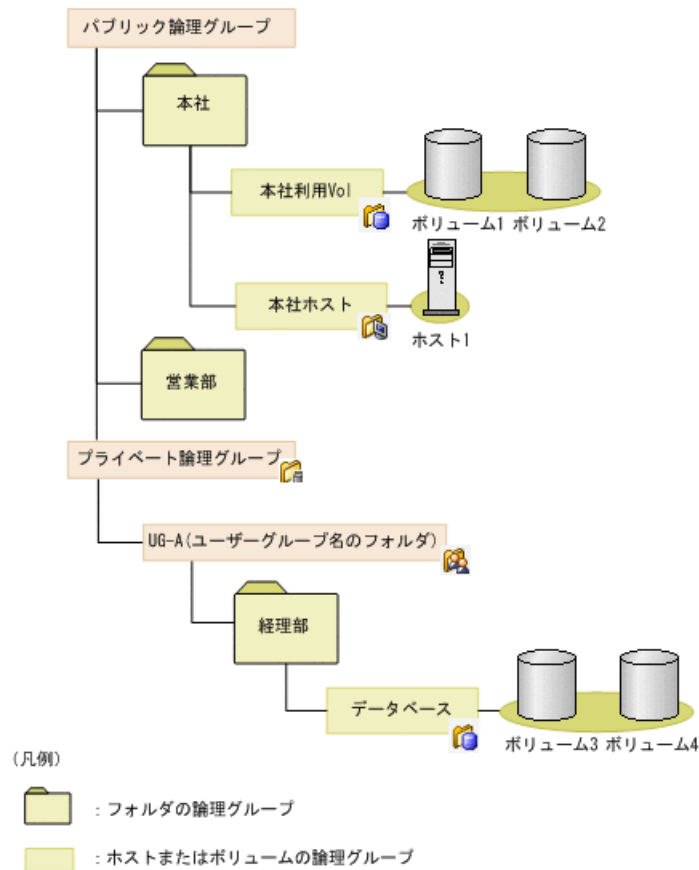 パブリック論理グループ
本社
本社利用Vol
ボリューム1 ボリューム2
本社ホスト
ホスト1
営業部
プライベート論理グループ
UG-A(ユーザーグループ名のフォルダ)
経理部
データベース
ボリューム3 ボリューム4
(凡例)
：フォルダの論理グループ
：ホストまたはボリュームの論理グループ